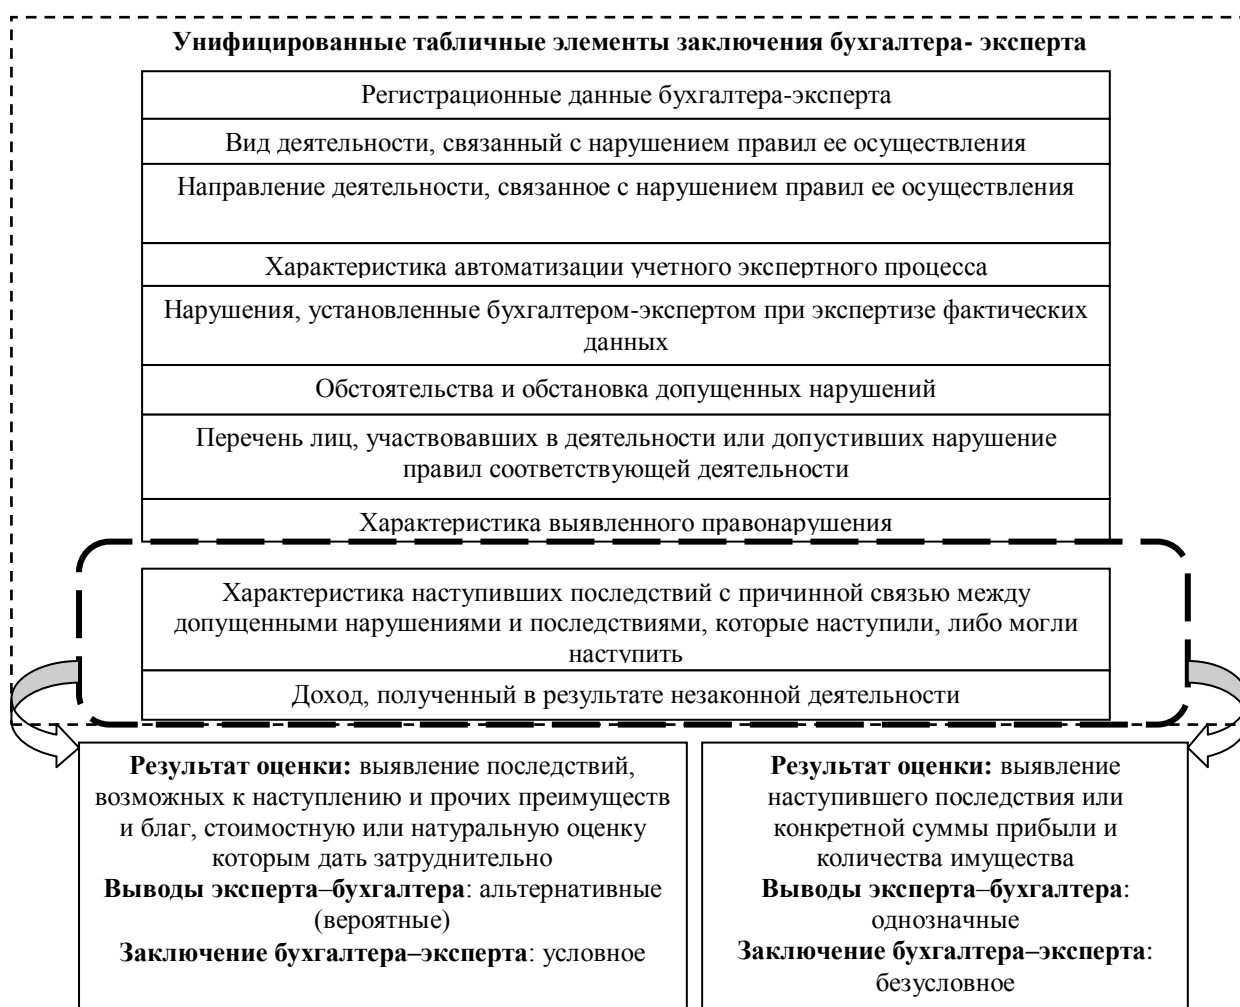 Унифицированные табличные элементы заключения бухгалтера- эксперта
Регистрационные данные бухгалтера-эксперта
Вид деятельности, связанный с нарушением правил ее осуществления
Направление деятельности, связанное с нарушением правил ее осуществления
Характеристика автоматизации учетного экспертного процесса
Нарушения, установленные бухгалтером-экспертом при экспертизе фактических
данных
Обстоятельства и обстановка допущенных нарушений
Перечень лиц, участвовавших в деятельности или допустивших нарушение
правил соответствующей деятельности
Характеристика выявленного правонарушения
Характеристика наступивших последствий с причинной связью между
допущенными нарушениями и последствиями, которые наступили, либо могли
наступить
Доход, полученный в результате незаконной деятельности
Результат оценки: выявление последствий,
возможных к наступлению и прочих преимуществ
и благ, стоимостную или натуральную оценку
которым дать затруднительно
Выводы эксперта–бухгалтера: альтернативные
(вероятные)
Заключение бухгалтера–эксперта: условное
Результат оценки: выявление
наступившего последствия или
конкретной суммы прибыли и
количества имущества
Выводы эксперта–бухгалтера:
однозначные
Заключение бухгалтера–эксперта:
безусловное